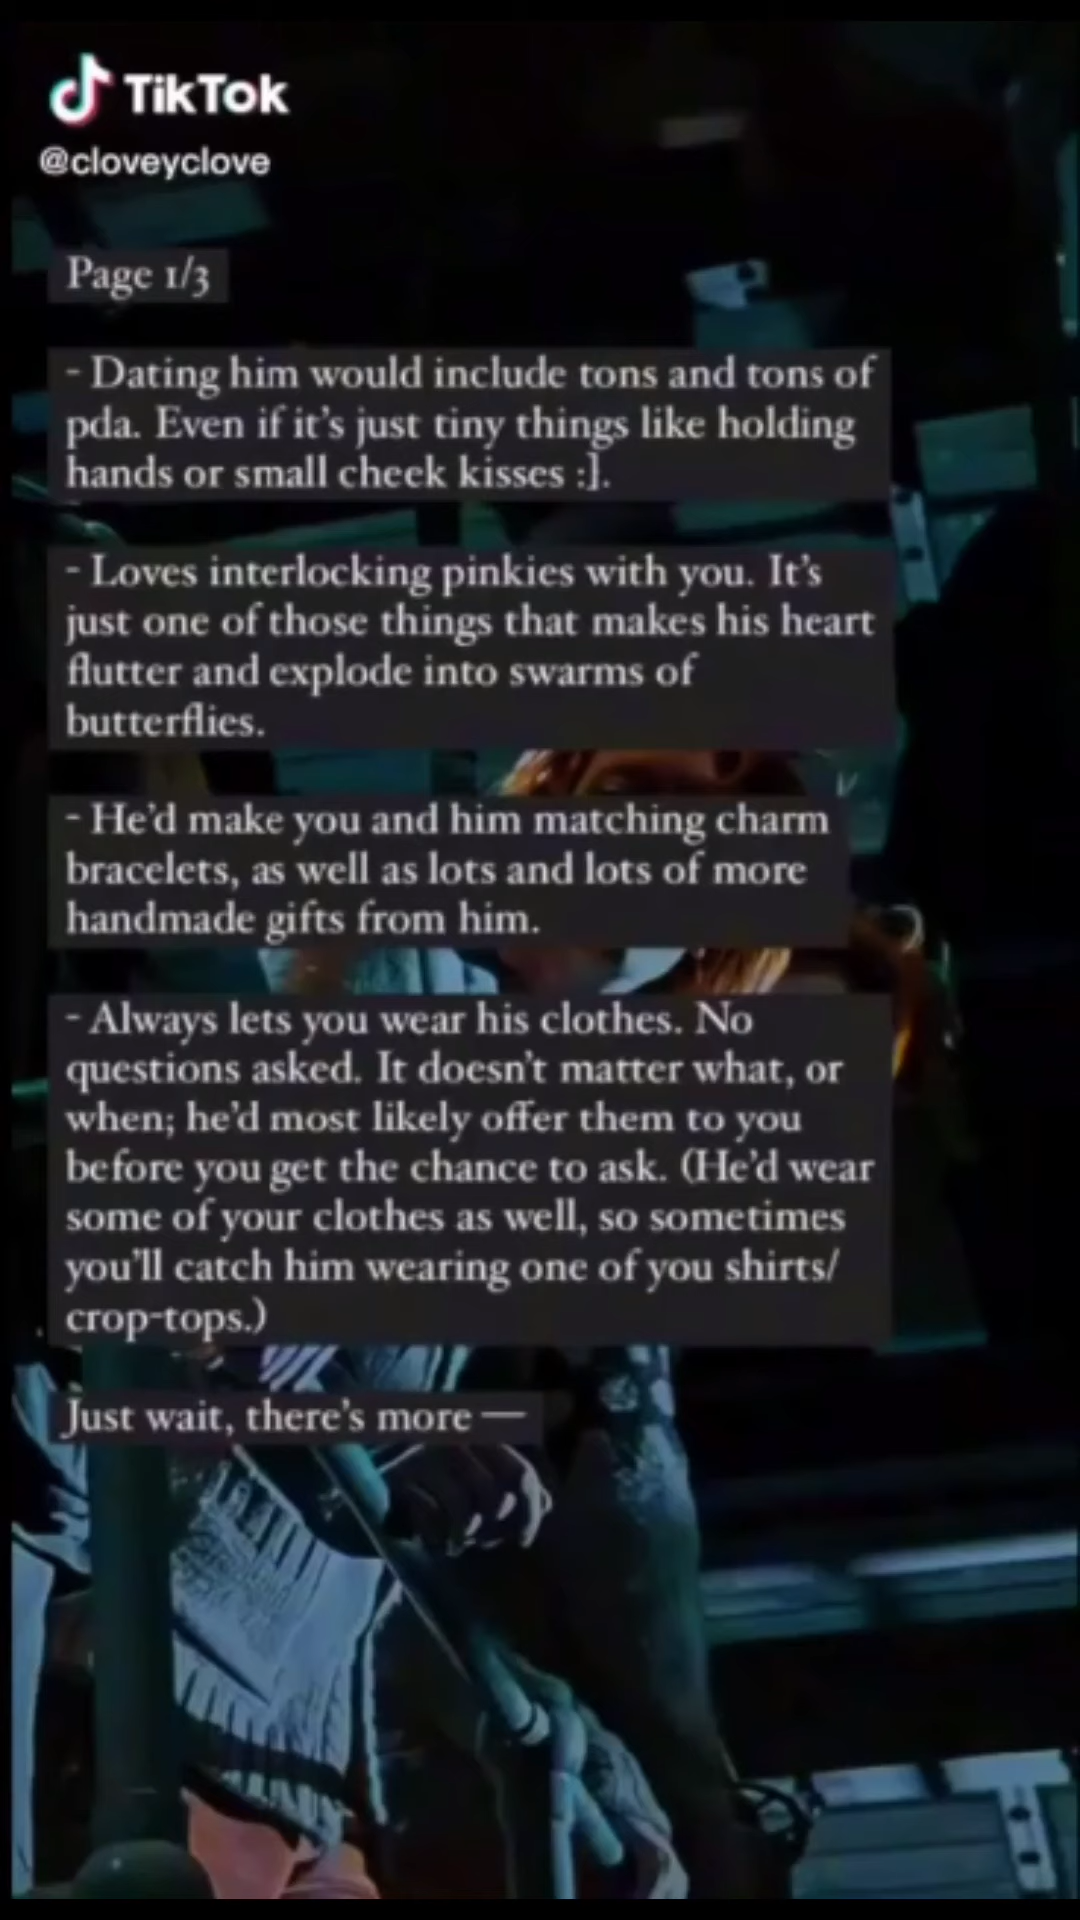 TikTok
@cloveyclove
Page 1/3
- Dating him would include tons and tons of
pda. Even if it's just tiny things like holding
hands or small cheek kisses :].
- Loves interlocking pinkies with you. It's
just one of those things that makes his heart
flutter and explode into swarms of
butterflies.
- He'd make you and him matching charm
bracelets, as well as lots and lots of more
handmade gifts from him.
- Always lets you wear his clothes. No
questions asked. It doesn't matter what, or
when; he'd most likely offer them to you
before you get the chance to ask. (He'd wear
some of your clothes as well, so sometimes
you'll catch him wearing one of you shirts/
crop-tops.)
Just wait, there's more —